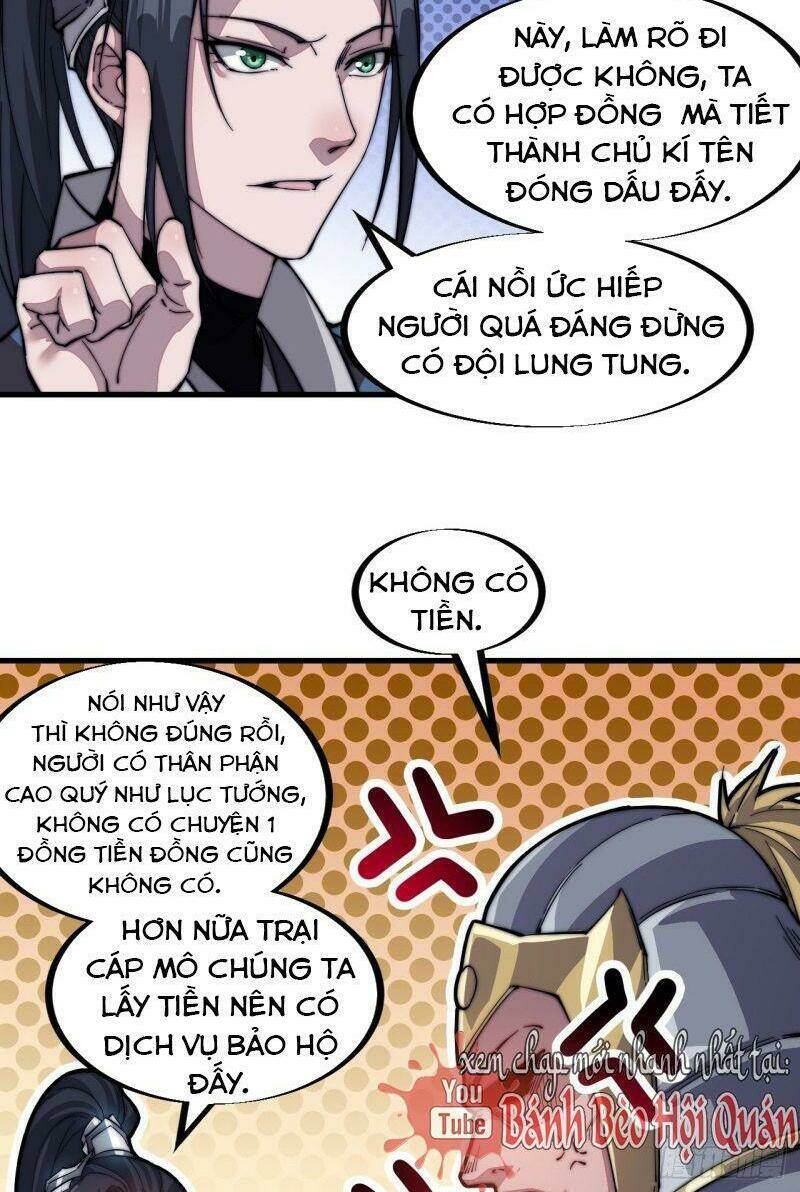 NÀY, LÀM RÕ ĐI
ĐƯỢC KHÔNG, TA
CÓ HỢP ĐỒNG MÀ TIẾT
THÀNH CHỦ KÍ TÊN
ĐÓNG DẤU ĐẤY.
CÁI NỒI ỨC HIẾP
NGƯỜI QUÁ ĐÁNG ĐỪNG
CÓ ĐỘI LUNG TUNG.
KHÔNG CÓ
TIỀN.
NÓI NHƯ VẬY
THÌ KHÔNG ĐÚNG RỒI,
NGƯỜI CÓ THÂN PHẬN
CAO QUÝ NHƯ LỤC TƯỚNG,
KHÔNG CÓ CHUYỆN 1
ĐỒNG TIỀN ĐỒNG CŨNG
KHÔNG CÓ.
HƠN NỮA TRẠI
CÁP MÔ CHÚNG TA
LẤY TIỀN NÊN CÓ
DỊCH VỤ BẢO HỘ
ĐẤY.
xem chap mới nhanh nhất tại:
You
Tube
Bánh Bèo Hội Quán